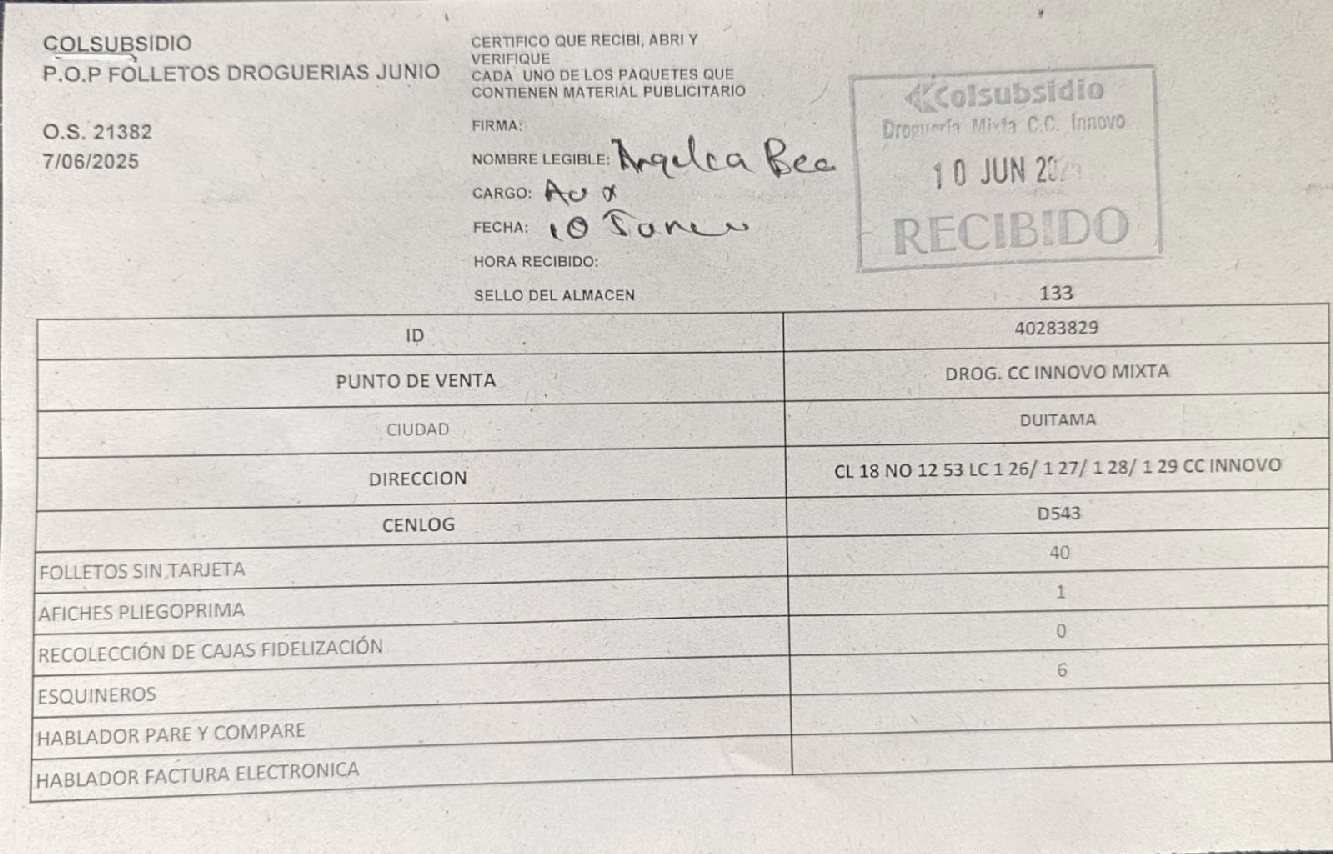 COLSUBSIDIO
P.O.P FOLLETOS DROGUERIAS JUNIO
O.S. 21382
7/06/2025
CERTIFICO QUE RECIBI, ABRI Y
VERIFIQUE
CADA UNO DE LOS PAQUETES QUE
CONTIENEN MATERIAL PUBLICITARIO
FIRMA:
NOMBRE LEGIBLE: Angelica Bec
CARGO: Aux
FECHA: 10 Junio
HORA RECIBIDO:
SELLO DEL ALMACEN
Colsubsidio
Droguería Mixta C.C. Innovo
10 JUN
RECIBIDO
133
ID 40283829
PUNTO DE VENTA DROG. CC INNOVO MIXTA
CIUDAD DUITAMA
DIRECCION CL 18 NO 12 53 LC 1 26/ 1 27/ 1 28/ 1 29 CC INNOVO
CENLOG D543
FOLLETOS SIN TARJETA 40
AFICHES PLIEGOPRIMA 1
RECOLECCIÓN DE CAJAS FIDELIZACIÓN 0
ESQUINEROS 6
HABLADOR PARE Y COMPARE
HABLADOR FACTURA ELECTRONICA